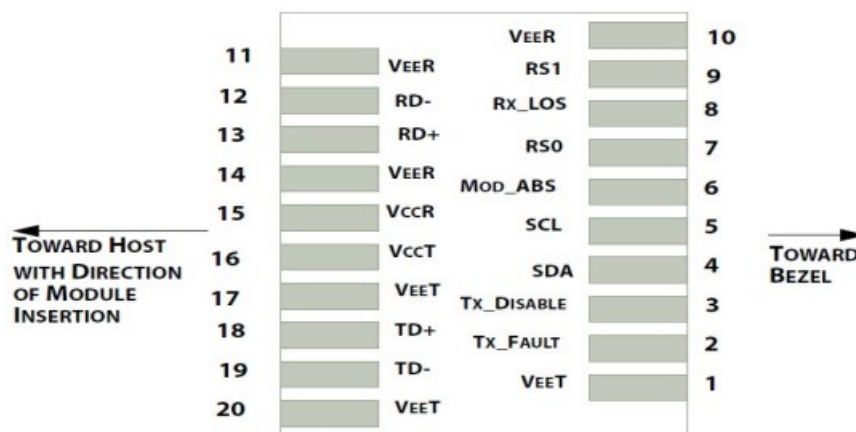 11 VEER
12 RD-
13 RD+
14 VEER
15 VCCR
16 VCCT
17 VEET
18 TD+
19 TD-
20 VEET
VEER 10
RS1 9
RX_LOS 8
RS0 7
MOD_ABS 6
SCL 5
SDA 4
TX_DISABLE 3
TX_FAULT 2
VEET 1
TOWARD HOST
WITH DIRECTION
OF MODULE
INSERTION
TOWARD
BEZEL